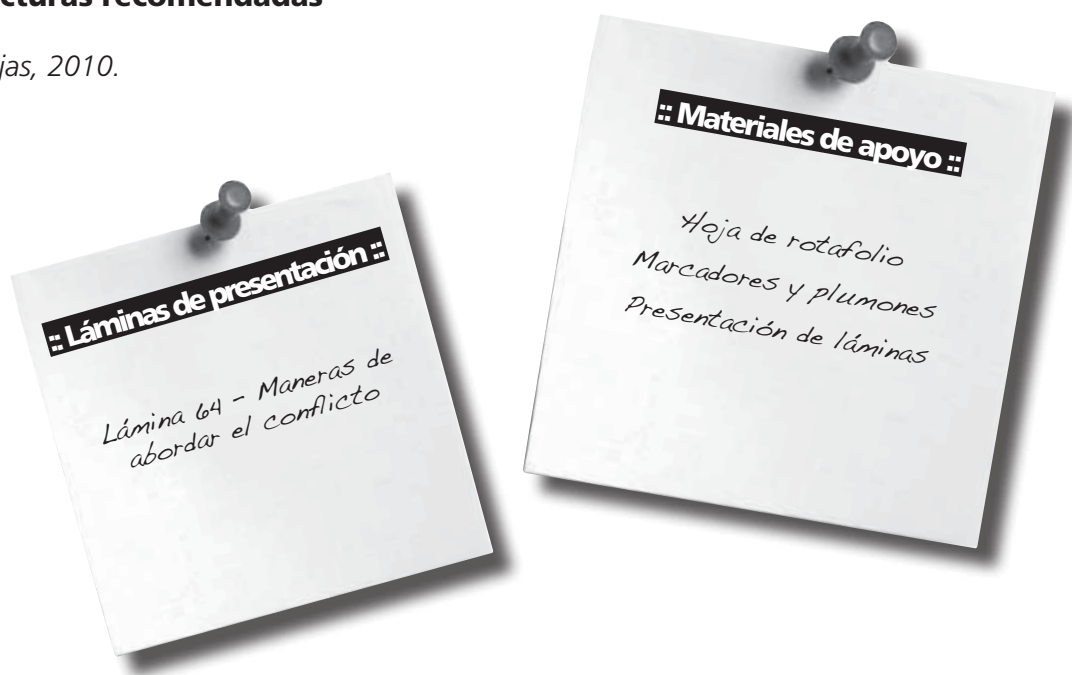 cturas recomendadas
jas, 2010.
:: Láminas de presentación ::
Lámina 64 - Maneras de
abordar el conflicto
:: Materiales de apoyo ::
Hoja de rotafolio
Marcadores y plumones
Presentación de láminas